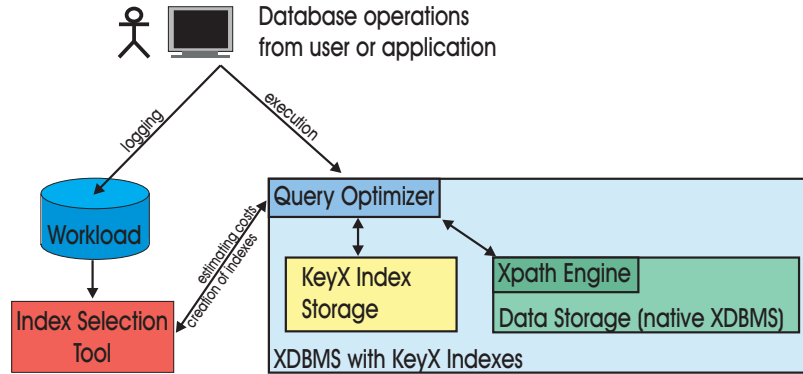 Database operations
from user or application
logging
execution
Workload
estimating costs
creation of indexes
Query Optimizer
KeyX Index
Storage
Xpath Engine
Data Storage (native XDBMS)
Index Selection
Tool
XDBMS with KeyX Indexes